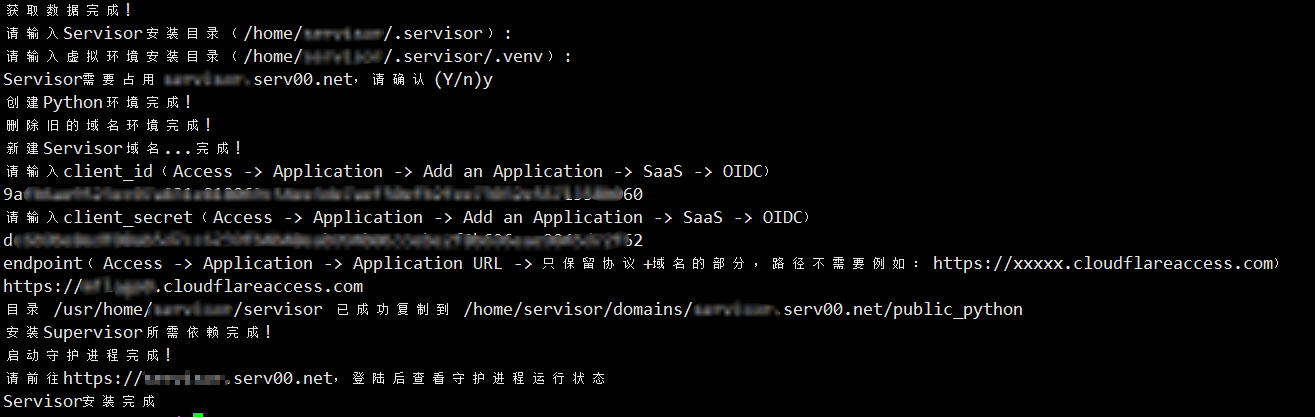 获取数据完成！
请输入Servisor安装目录（/home/ /.servisor）：
请输入虚拟环境安装目录（/home/ /.servisor/.venv）：
Servisor需要占用 serv00.net，请确认 (Y/n)y
创建Python环境完成！
删除旧的域名环境完成！
新建Servisor域名...完成！
请输入client_id（Access -> Application -> Add an Application -> SaaS -> OIDC）
请输入client_secret（Access -> Application -> Add an Application -> SaaS -> OIDC）
endpoint（Access -> Application -> Application URL -> 只保留协议+域名的部分，路径不需要例如：https://xxxxx.cloudflareaccess.com）
https:// .cloudflareaccess.com
目录 /usr/home/ /servisor 已成功复制到 /home/servisor/domains/ .serv00.net/public_python
安装Supervisor所需依赖完成！
启动守护进程完成！
请前往https:// .serv00.net，登陆后查看守护进程运行状态
Servisor安装完成